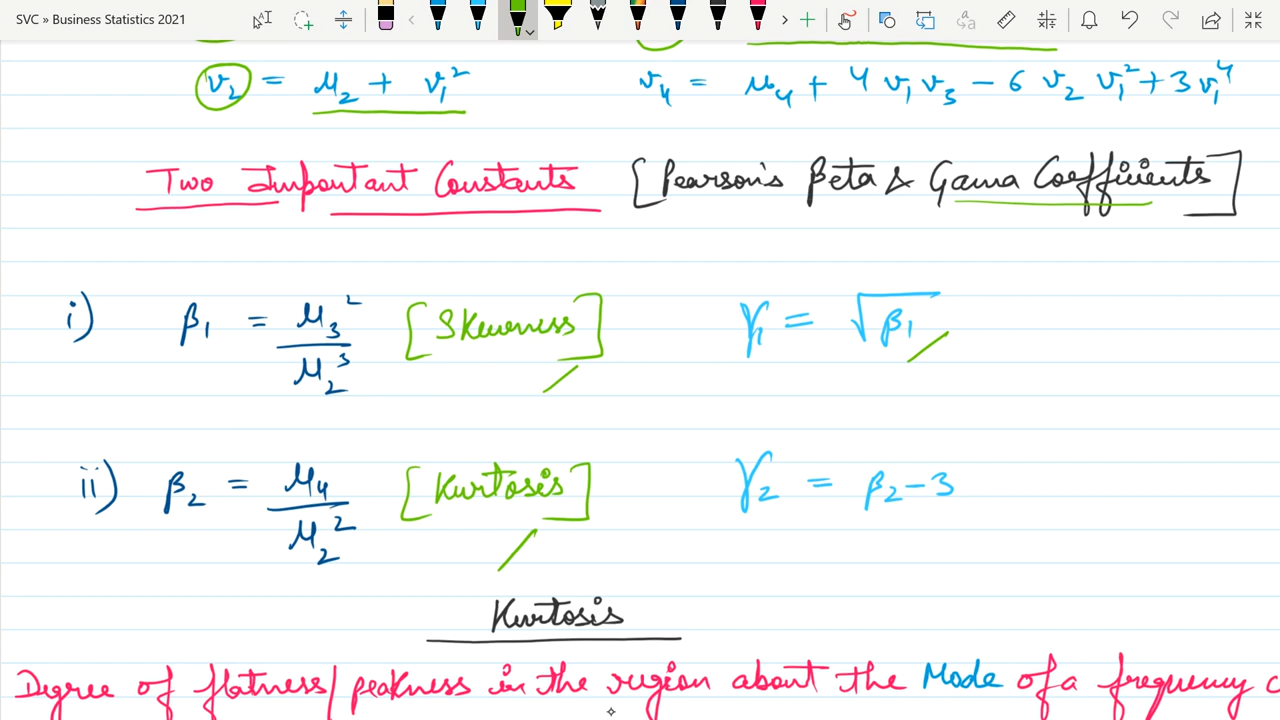 SVC » Business Statistics 2021
v₂ = μ₂ + v₁²
v₄ = μ₄ + 4 v₁ v₃ − 6 v₂ v₁² + 3 v₁⁴
Two Important Constants [Pearson's Beta & Gama Coefficients]
i) β₁ = μ₃² / μ₂³ [Skewness] γ₁ = √β₁
ii) β₂ = μ₄ / μ₂² [Kurtosis] γ₂ = β₂ − 3
Kurtosis
Degree of flatness/peakness in the region about the Mode of a frequency c